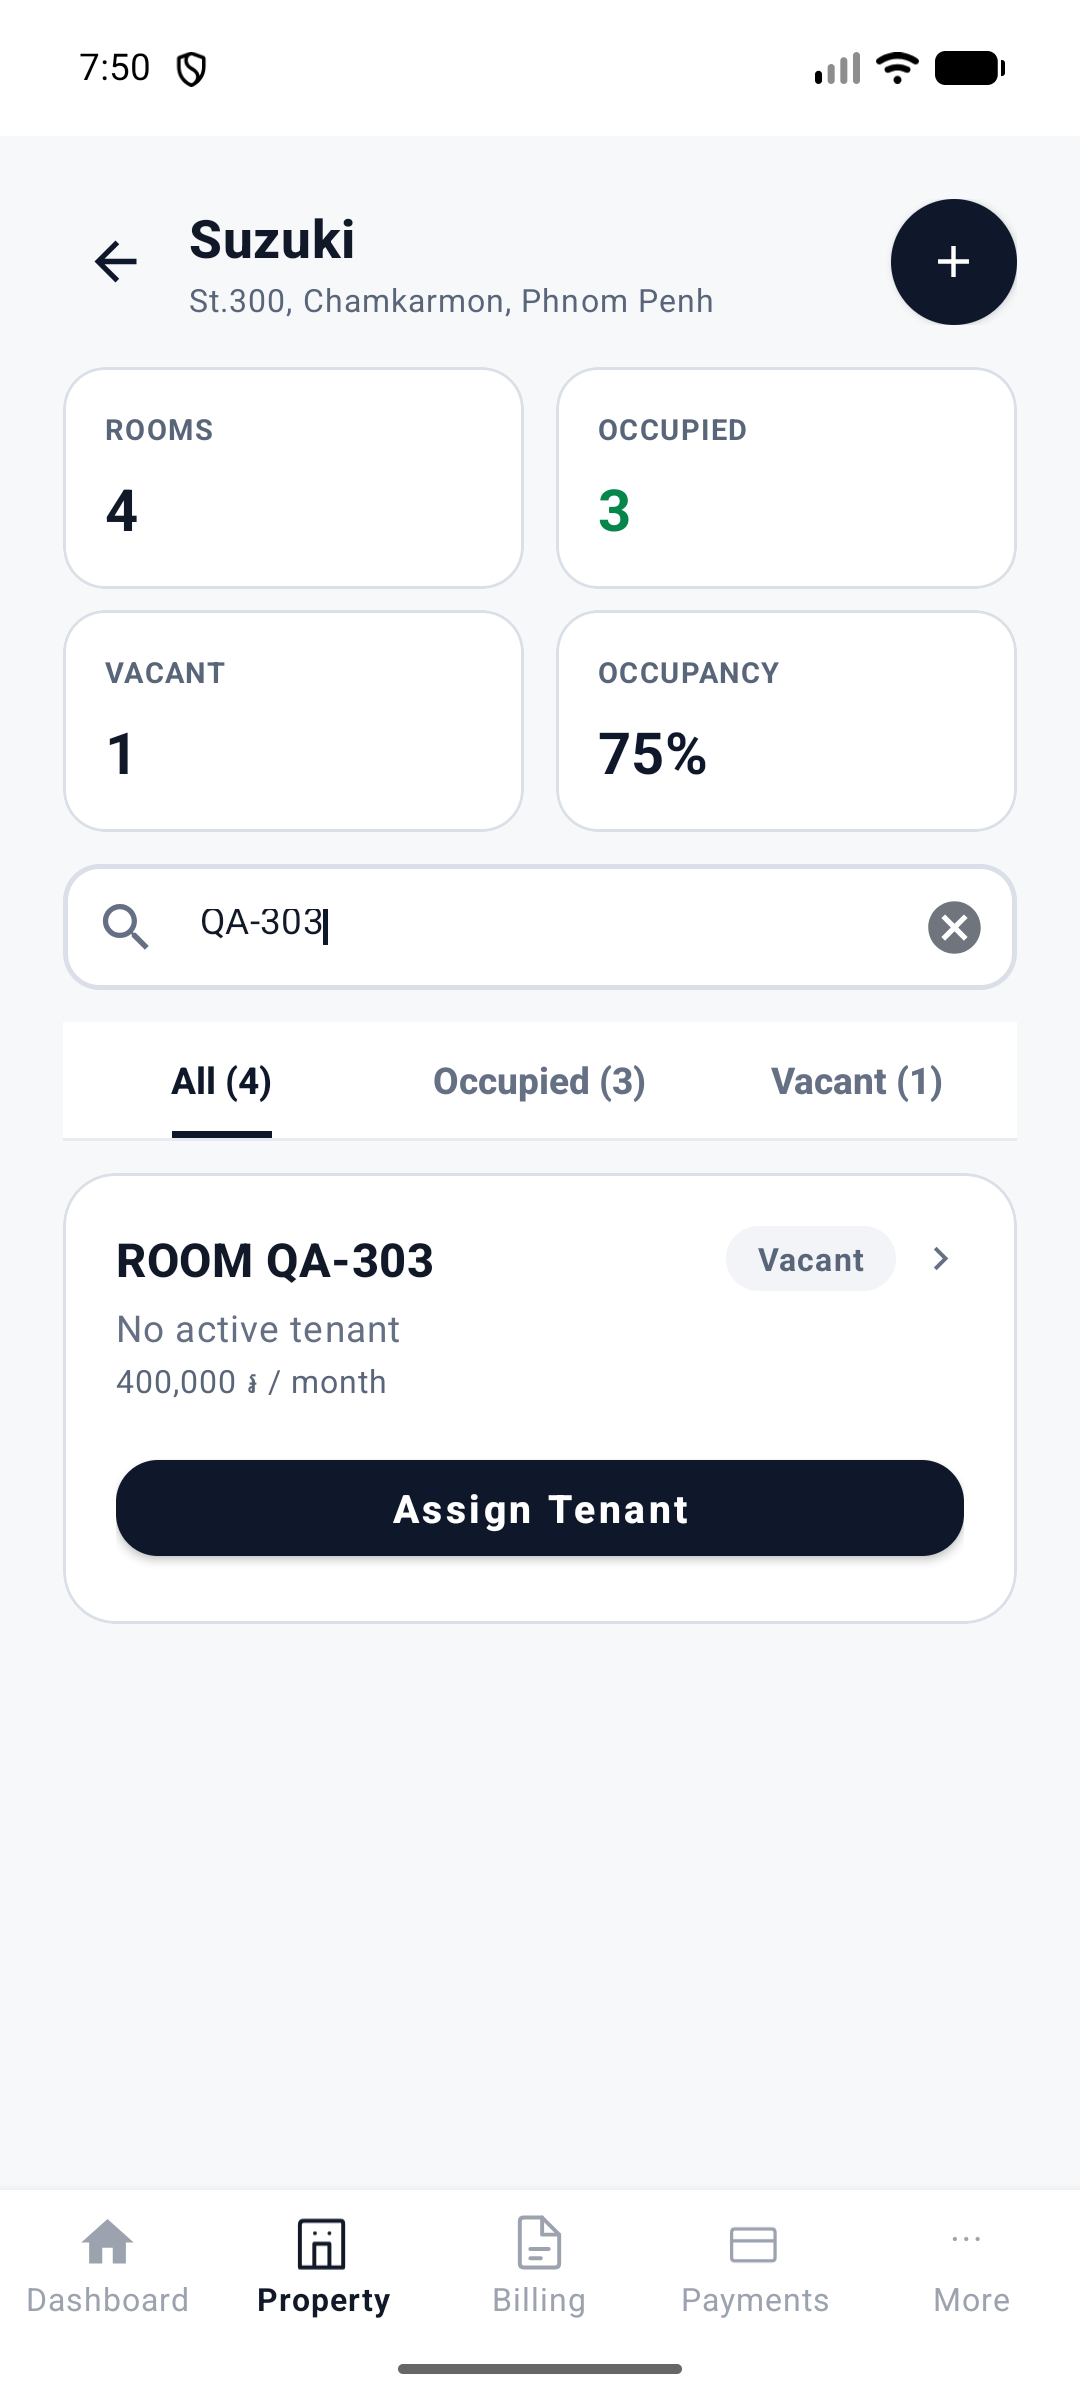 7:50
Suzuki
St.300, Chamkarmon, Phnom Penh
ROOMS
4
OCCUPIED
3
VACANT
1
OCCUPANCY
75%
QA-303
All (4)
Occupied (3)
Vacant (1)
ROOM QA-303
Vacant
No active tenant
400,000 ៛ / month
Assign Tenant
Dashboard
Property
Billing
Payments
More